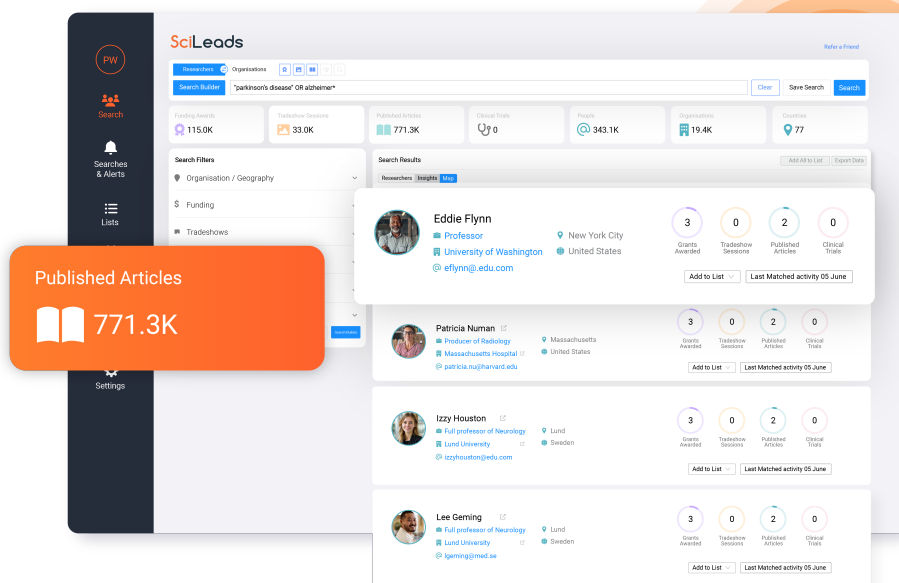 SciLeads
Refer a Friend
PW
Search
Searches
& Alerts
Lists
Settings
Researchers
Organisations
Search Builder
"parkinson's disease" OR alzheimer*
Clear
Save Search
Search
Funding Awards
115.0K
Tradeshow Sessions
33.0K
Published Articles
771.3K
Clinical Trials
0
People
343.1K
Organisations
19.4K
Countries
77
Search Filters
Organisation / Geography
Funding
Tradeshows
Published Articles
771.3K
Search Results
Add All to List
Export Data
Researchers
Insights
Map
Eddie Flynn
Professor
New York City
University of Washington
United States
eflynn@.edu.com
3
0
2
0
Grants
Awarded
Tradeshow
Sessions
Published
Articles
Clinical
Trials
Add to List
Last Matched activity 05 June
Patricia Numan
Producer of Radiology
Massachusetts
Massachusetts Hospital
United States
patricia.nu@harvard.edu
3
0
2
0
Grants
Awarded
Tradeshow
Sessions
Published
Articles
Clinical
Trials
Add to List
Last Matched activity 05 June
Izzy Houston
Full professor of Neurology
Lund
Lund University
Sweden
izzyhouston@edu.com
3
0
2
0
Grants
Awarded
Tradeshow
Sessions
Published
Articles
Clinical
Trials
Add to List
Last Matched activity 05 June
Lee Geming
Full professor of Neurology
Lund
Lund University
Sweden
lgeming@med.se
3
0
2
0
Grants
Awarded
Tradeshow
Sessions
Published
Articles
Clinical
Trials
Add to List
Last Matched activity 05 June